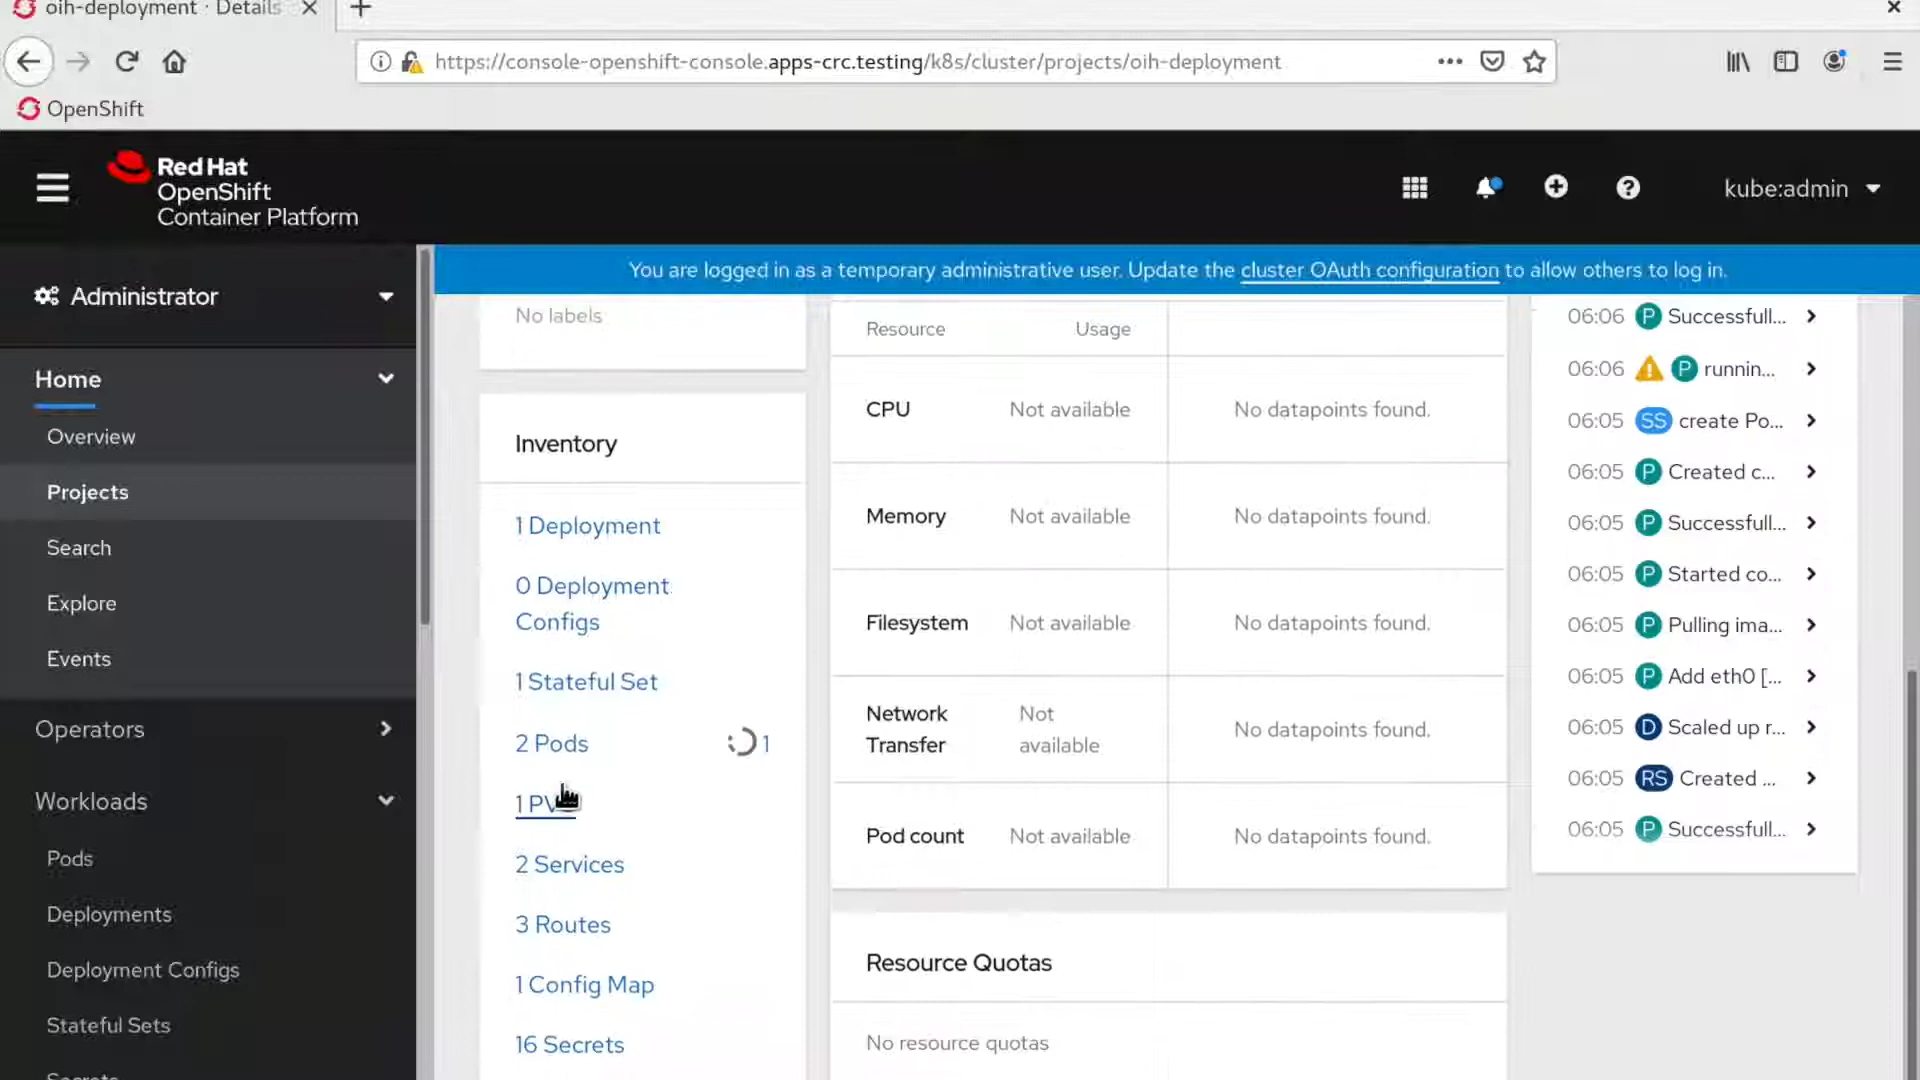 oih-deployment · Details
https://console-openshift-console.apps-crc.testing/k8s/cluster/projects/oih-deployment
OpenShift
Red Hat
OpenShift
Container Platform
kube:admin
You are logged in as a temporary administrative user. Update the cluster OAuth configuration to allow others to log in.
Administrator
Home
Overview
Projects
Search
Explore
Events
Operators
Workloads
Pods
Deployments
Deployment Configs
Stateful Sets
No labels
Inventory
1 Deployment
0 Deployment
Configs
1 Stateful Set
2 Pods 1
2 Services
3 Routes
1 Config Map
16 Secrets
Resource Usage
CPU Not available No datapoints found.
Memory Not available No datapoints found.
Filesystem Not available No datapoints found.
Network Transfer Not available No datapoints found.
Pod count Not available No datapoints found.
Resource Quotas
No resource quotas
06:06 P Successfull...
06:06 P runnin...
06:05 SS create Po...
06:05 P Created c...
06:05 P Successfull...
06:05 P Started co...
06:05 P Pulling ima...
06:05 P Add eth0 [...
06:05 D Scaled up r...
06:05 RS Created ...
06:05 P Successfull...